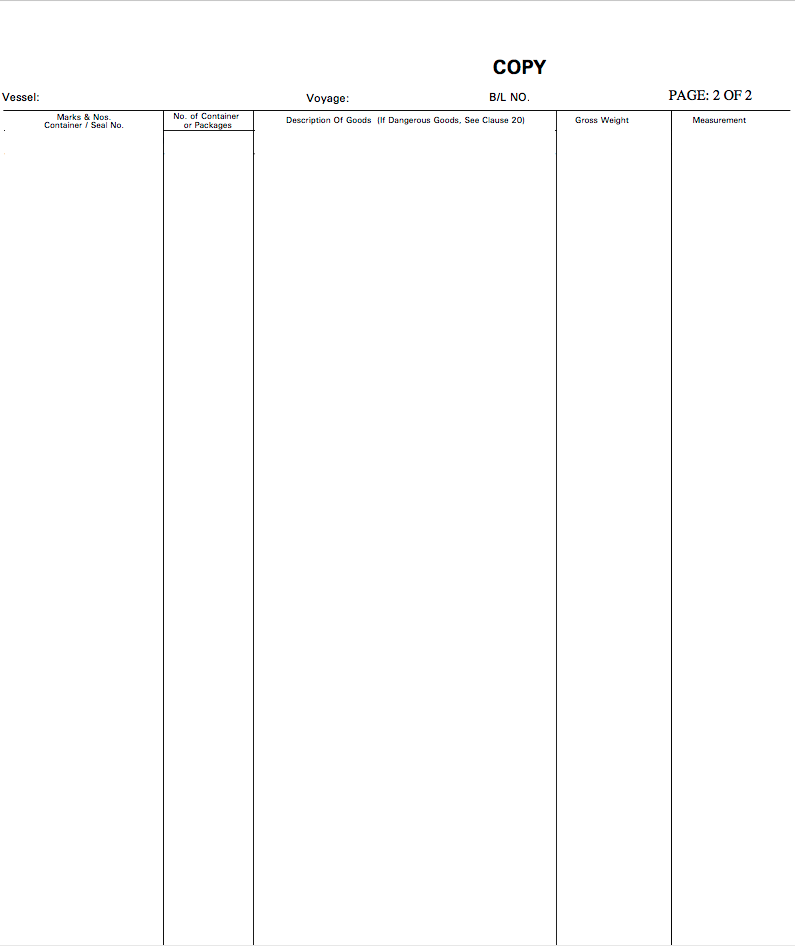 COPY
Vessel: Voyage: B/L NO. PAGE: 2 OF 2
Marks & Nos.
Container / Seal No.
No. of Container
or Packages
Description Of Goods (If Dangerous Goods, See Clause 20)
Gross Weight
Measurement